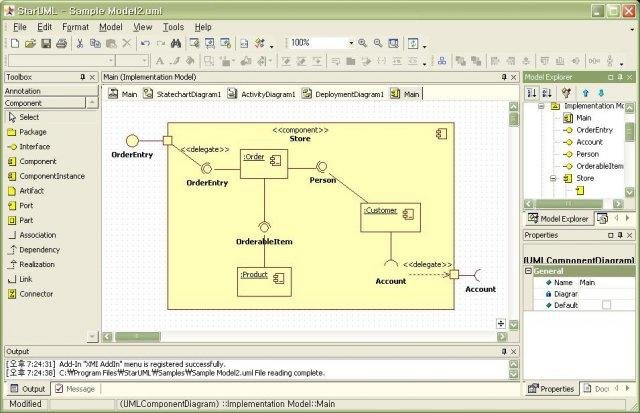 StarUML - Sample Model2.uml
File Edit Format Model View Tools Help
100%
Toolbox
Annotation
Component
Select
Package
Interface
Component
ComponentInstance
Artifact
Port
Part
Association
Dependency
Realization
Link
Connector
Main (Implementation Model)
Main StatechartDiagram1 ActivityDiagram1 DeploymentDiagram1 Main
<<component>>
Store
<<delegate>>
OrderEntry
:Order
OrderEntry
Person
:Customer
OrderableItem
<<delegate>>
:Product
Account
Account
Model Explorer
Implementation Mo
Main
OrderEntry
Account
Person
OrderableItem
Store
Model Explorer
Properties
(UMLComponentDiagram)
General
Name Main
Diagrar
Default
Properties Docu
Output
[오후 7:24:31] Add-In "XMI AddIn" menu is registered successfully.
[오후 7:24:38] C:₩Program Files₩StarUML₩Samples₩Sample Model2.uml File reading complete.
Output Message
Modified (UMLComponentDiagram) ::Implementation Model::Main